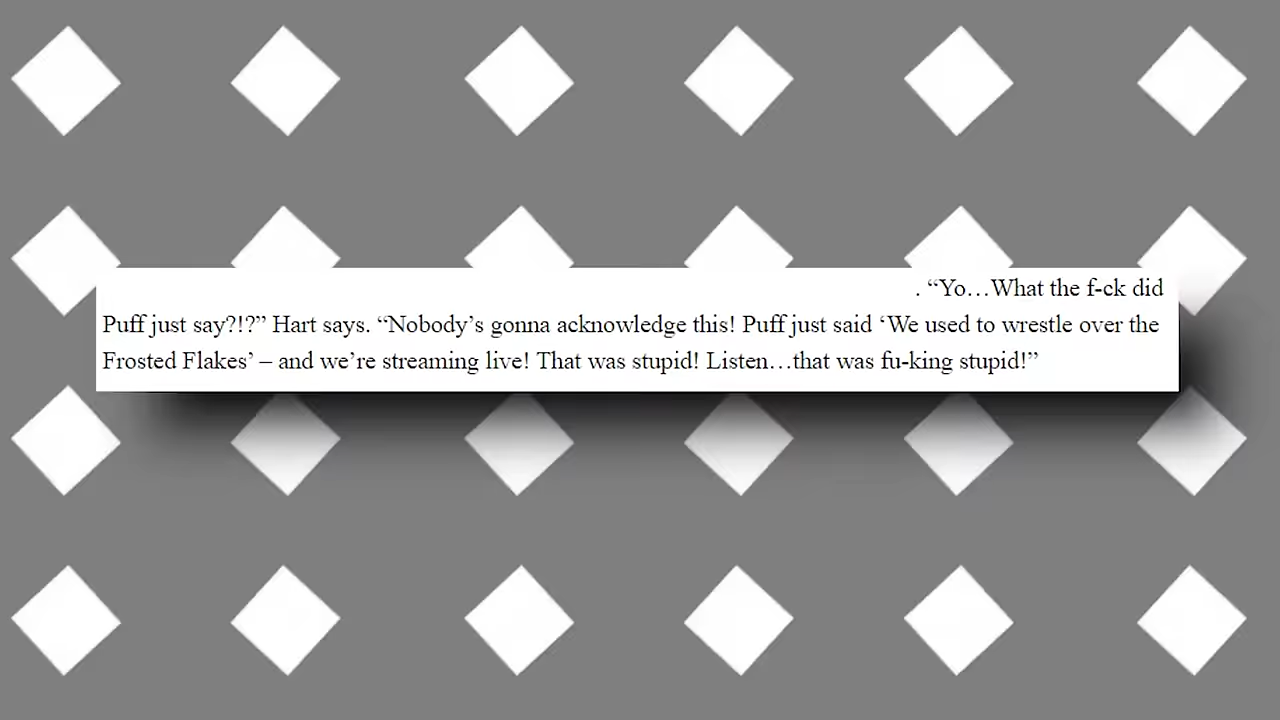 . “Yo…What the f-ck did
Puff just say?!?” Hart says. “Nobody’s gonna acknowledge this! Puff just said ‘We used to wrestle over the
Frosted Flakes’ – and we’re streaming live! That was stupid! Listen…that was fu-king stupid!”